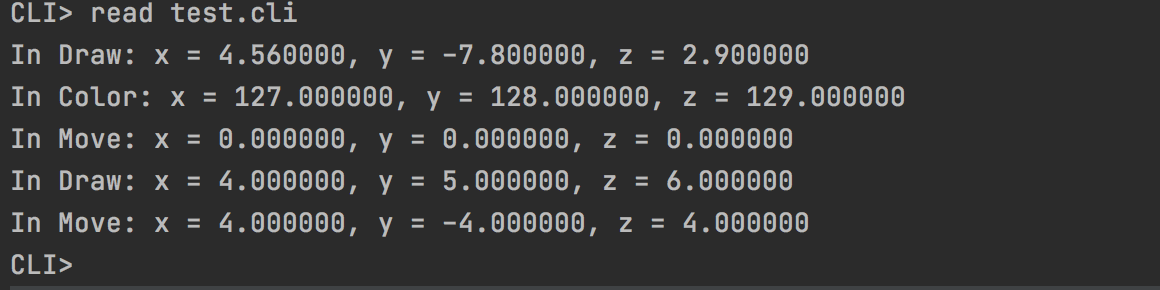 CLI> read test.cli
In Draw: x = 4.560000, y = -7.800000, z = 2.900000
In Color: x = 127.000000, y = 128.000000, z = 129.000000
In Move: x = 0.000000, y = 0.000000, z = 0.000000
In Draw: x = 4.000000, y = 5.000000, z = 6.000000
In Move: x = 4.000000, y = -4.000000, z = 4.000000
CLI>